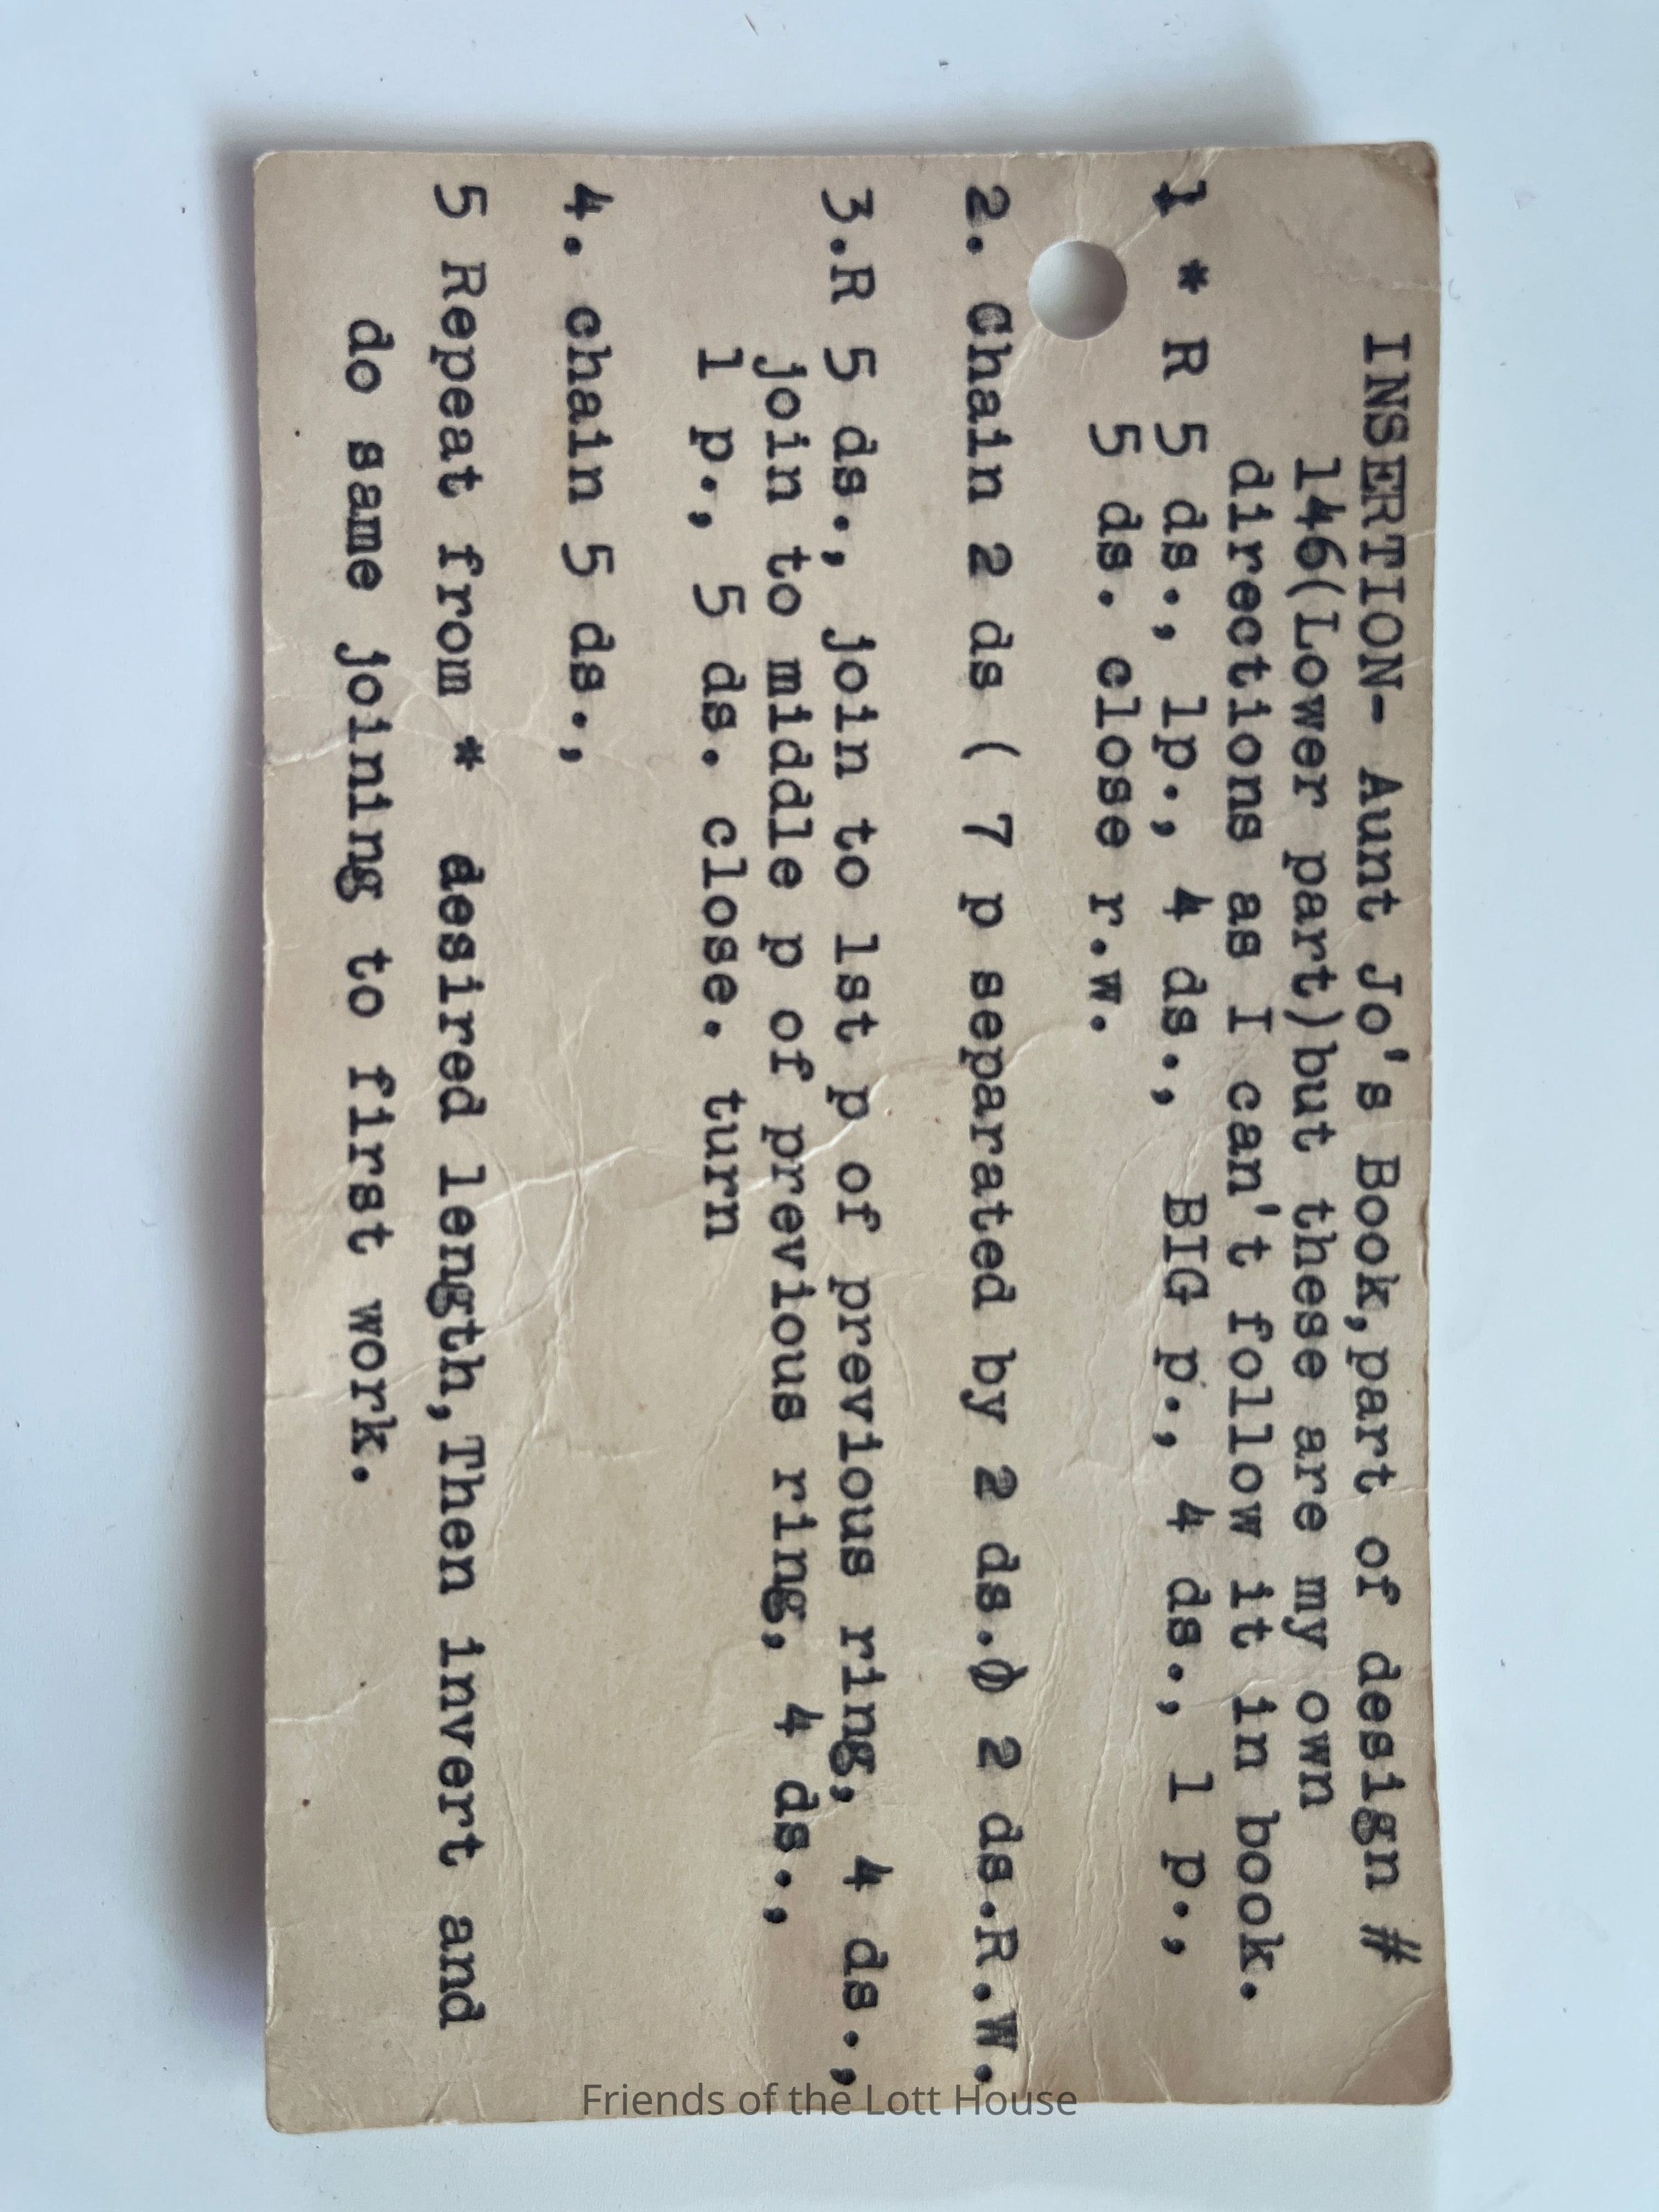 INSERTION- Aunt Jo's Book,part of design #
146(Lower part)but these are my own
directions as I can't follow it in book.
1 * R 5 ds., 1p., 4 ds., BIG p., 4 ds., 1 p.,
5 ds. close r.w.
2. Chain 2 ds ( 7 p separated by 2 ds.) 2 ds.R.W.
3.R 5 ds., join to 1st p of previous ring, 4 ds.,
join to middle p of previous ring, 4 ds.,
1 p., 5 ds. close. turn
4. chain 5 ds.,
5 Repeat from * desired length,Then invert and
do same joining to first work.
Friends of the Lott House